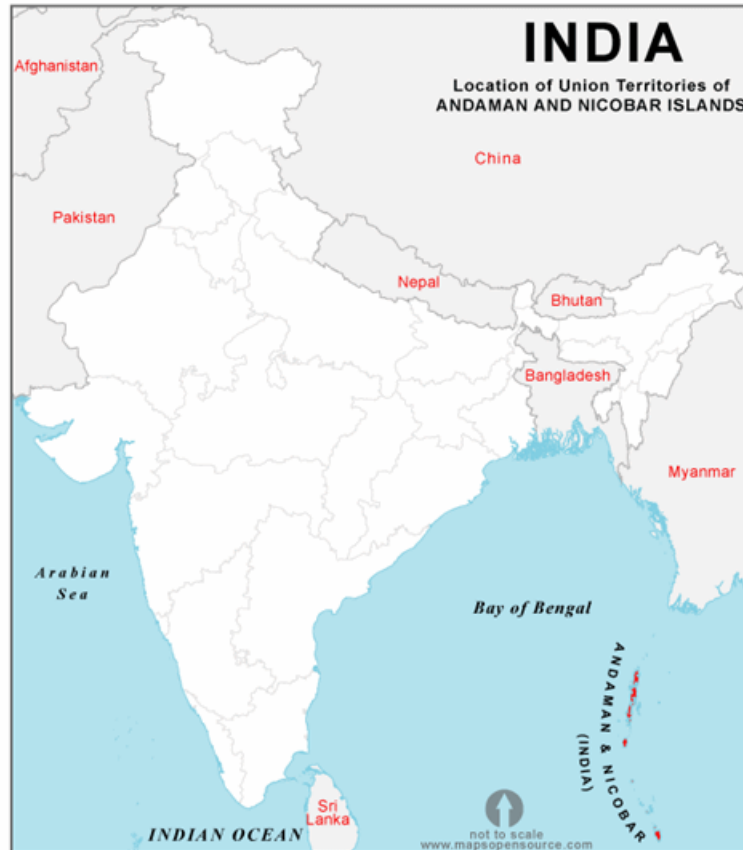 INDIA
Location of Union Territories of
ANDAMAN AND NICOBAR ISLANDS
Afghanistan
China
Pakistan
Nepal
Bhutan
Bangladesh
Myanmar
Arabian
Sea
Bay of Bengal
ANDAMAN & NICOBAR
(INDIA)
Sri
Lanka
INDIAN OCEAN
not to scale
www.mapsopensource.com